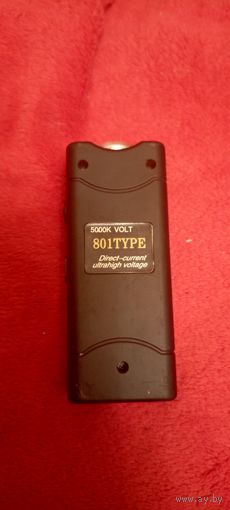 5000K VOLT
801TYPE
Direct-current
ultrahigh voltage
www.ay.by